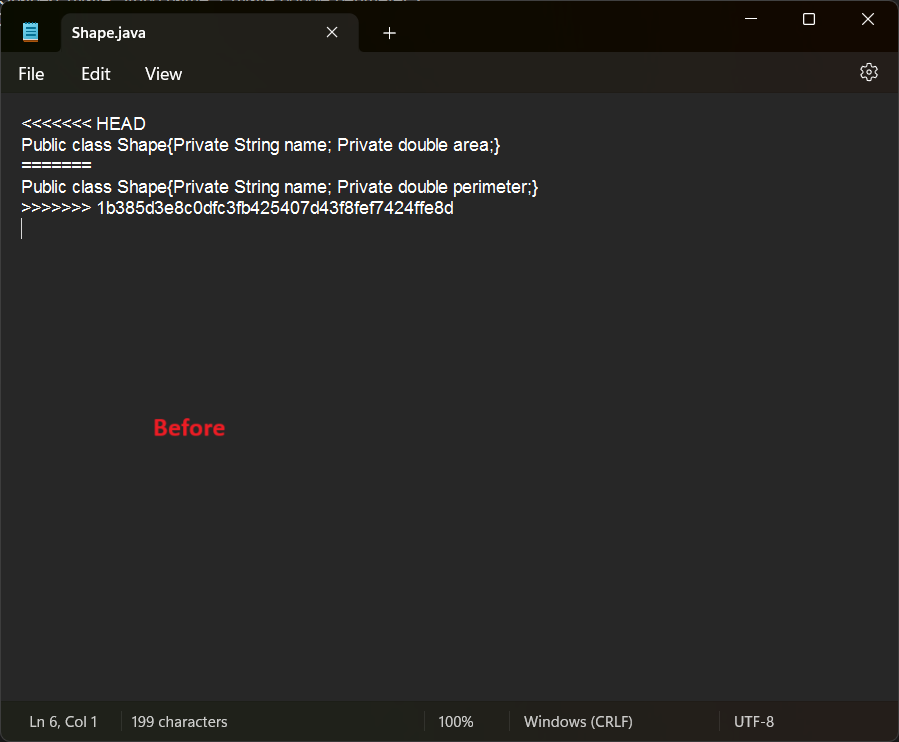 Shape.java
File Edit View
<<<<<<< HEAD
Public class Shape{Private String name; Private double area;}
=======
Public class Shape{Private String name; Private double perimeter;}
>>>>>>> 1b385d3e8c0dfc3fb425407d43f8fef7424ffe8d
Before
Ln 6, Col 1 199 characters 100% Windows (CRLF) UTF-8